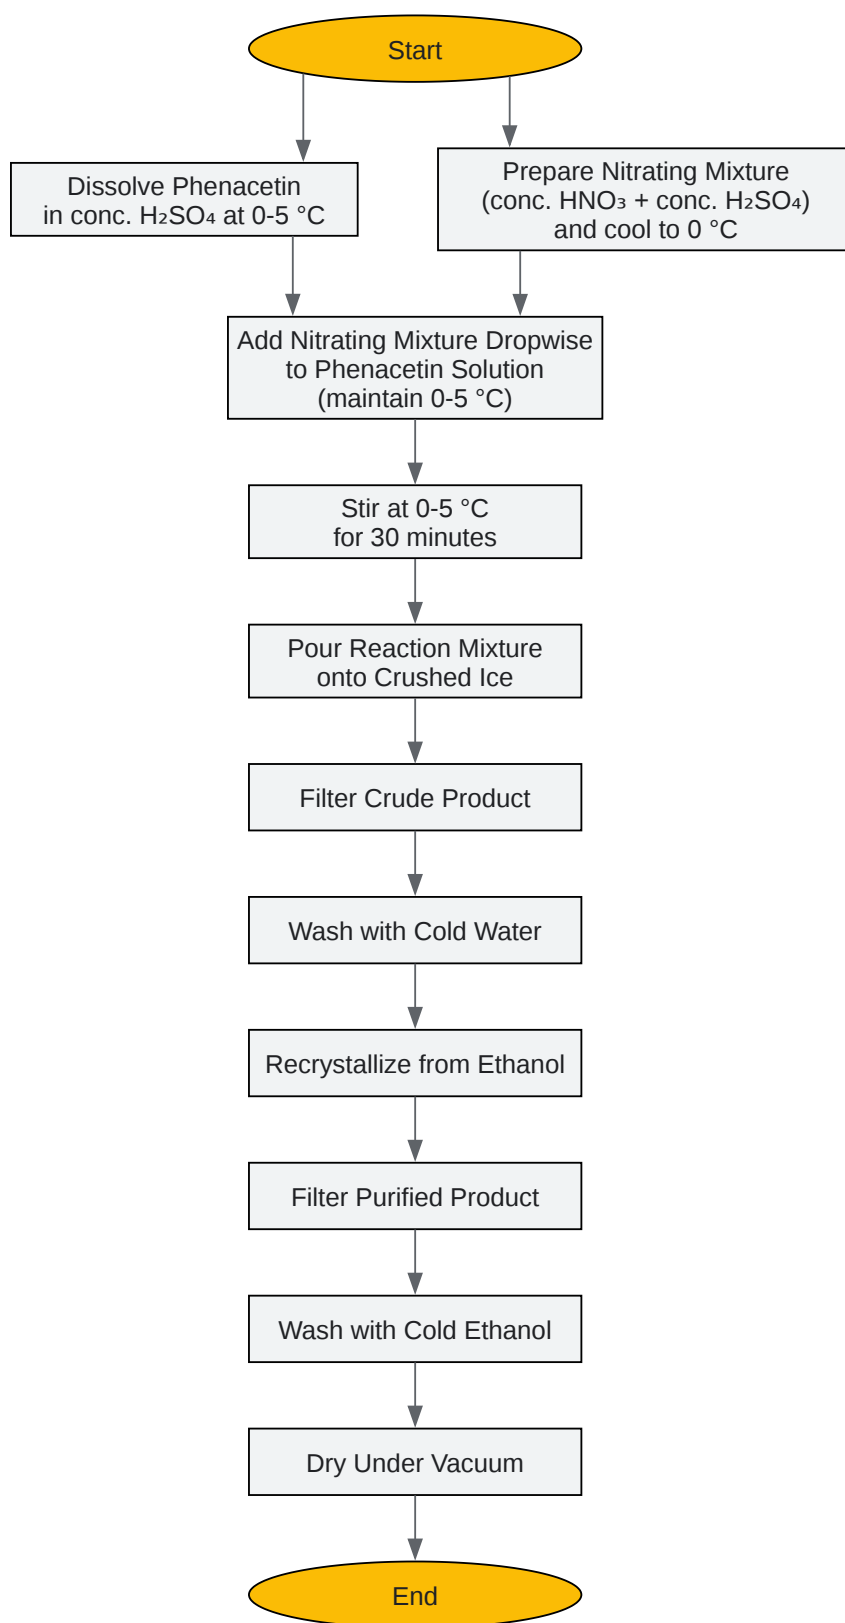 Start
Dissolve Phenacetin
in conc. H₂SO₄ at 0-5 °C
Prepare Nitrating Mixture
(conc. HNO₃ + conc. H₂SO₄)
and cool to 0 °C
Add Nitrating Mixture Dropwise
to Phenacetin Solution
(maintain 0-5 °C)
Stir at 0-5 °C
for 30 minutes
Pour Reaction Mixture
onto Crushed Ice
Filter Crude Product
Wash with Cold Water
Recrystallize from Ethanol
Filter Purified Product
Wash with Cold Ethanol
Dry Under Vacuum
End